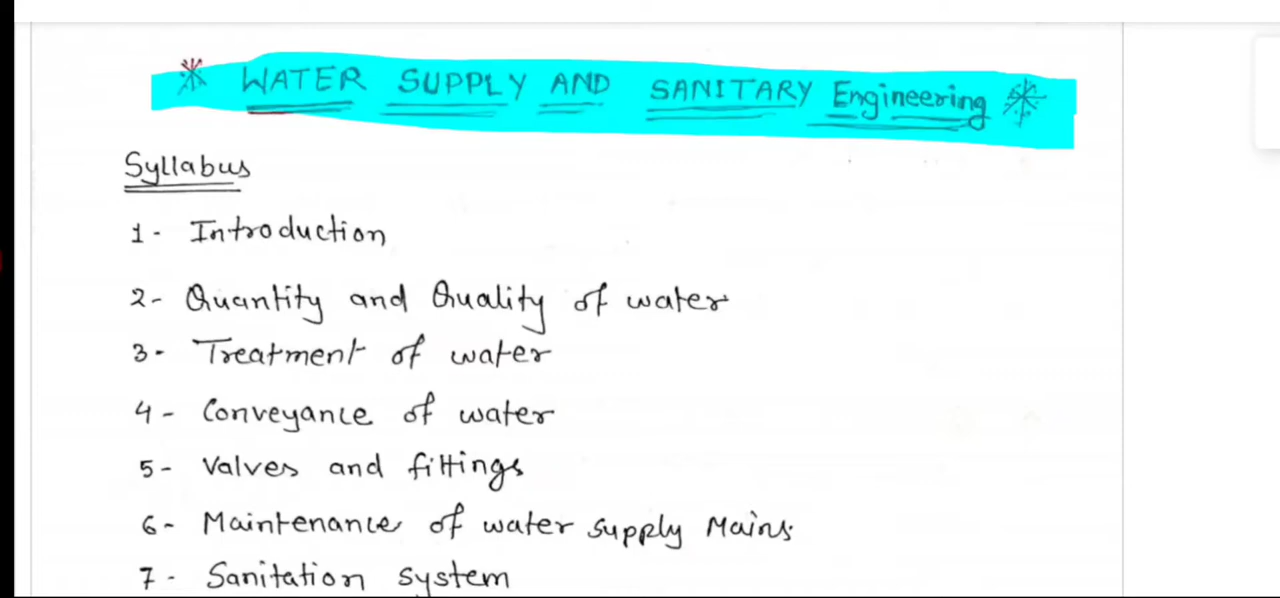 WATER SUPPLY AND SANITARY Engineering
Syllabus
1- Introduction
2- Quantity and Quality of water
3- Treatment of water
4- Conveyance of water
5- Valves and fittings
6- Maintenance of water supply Mains
7- Sanitation system